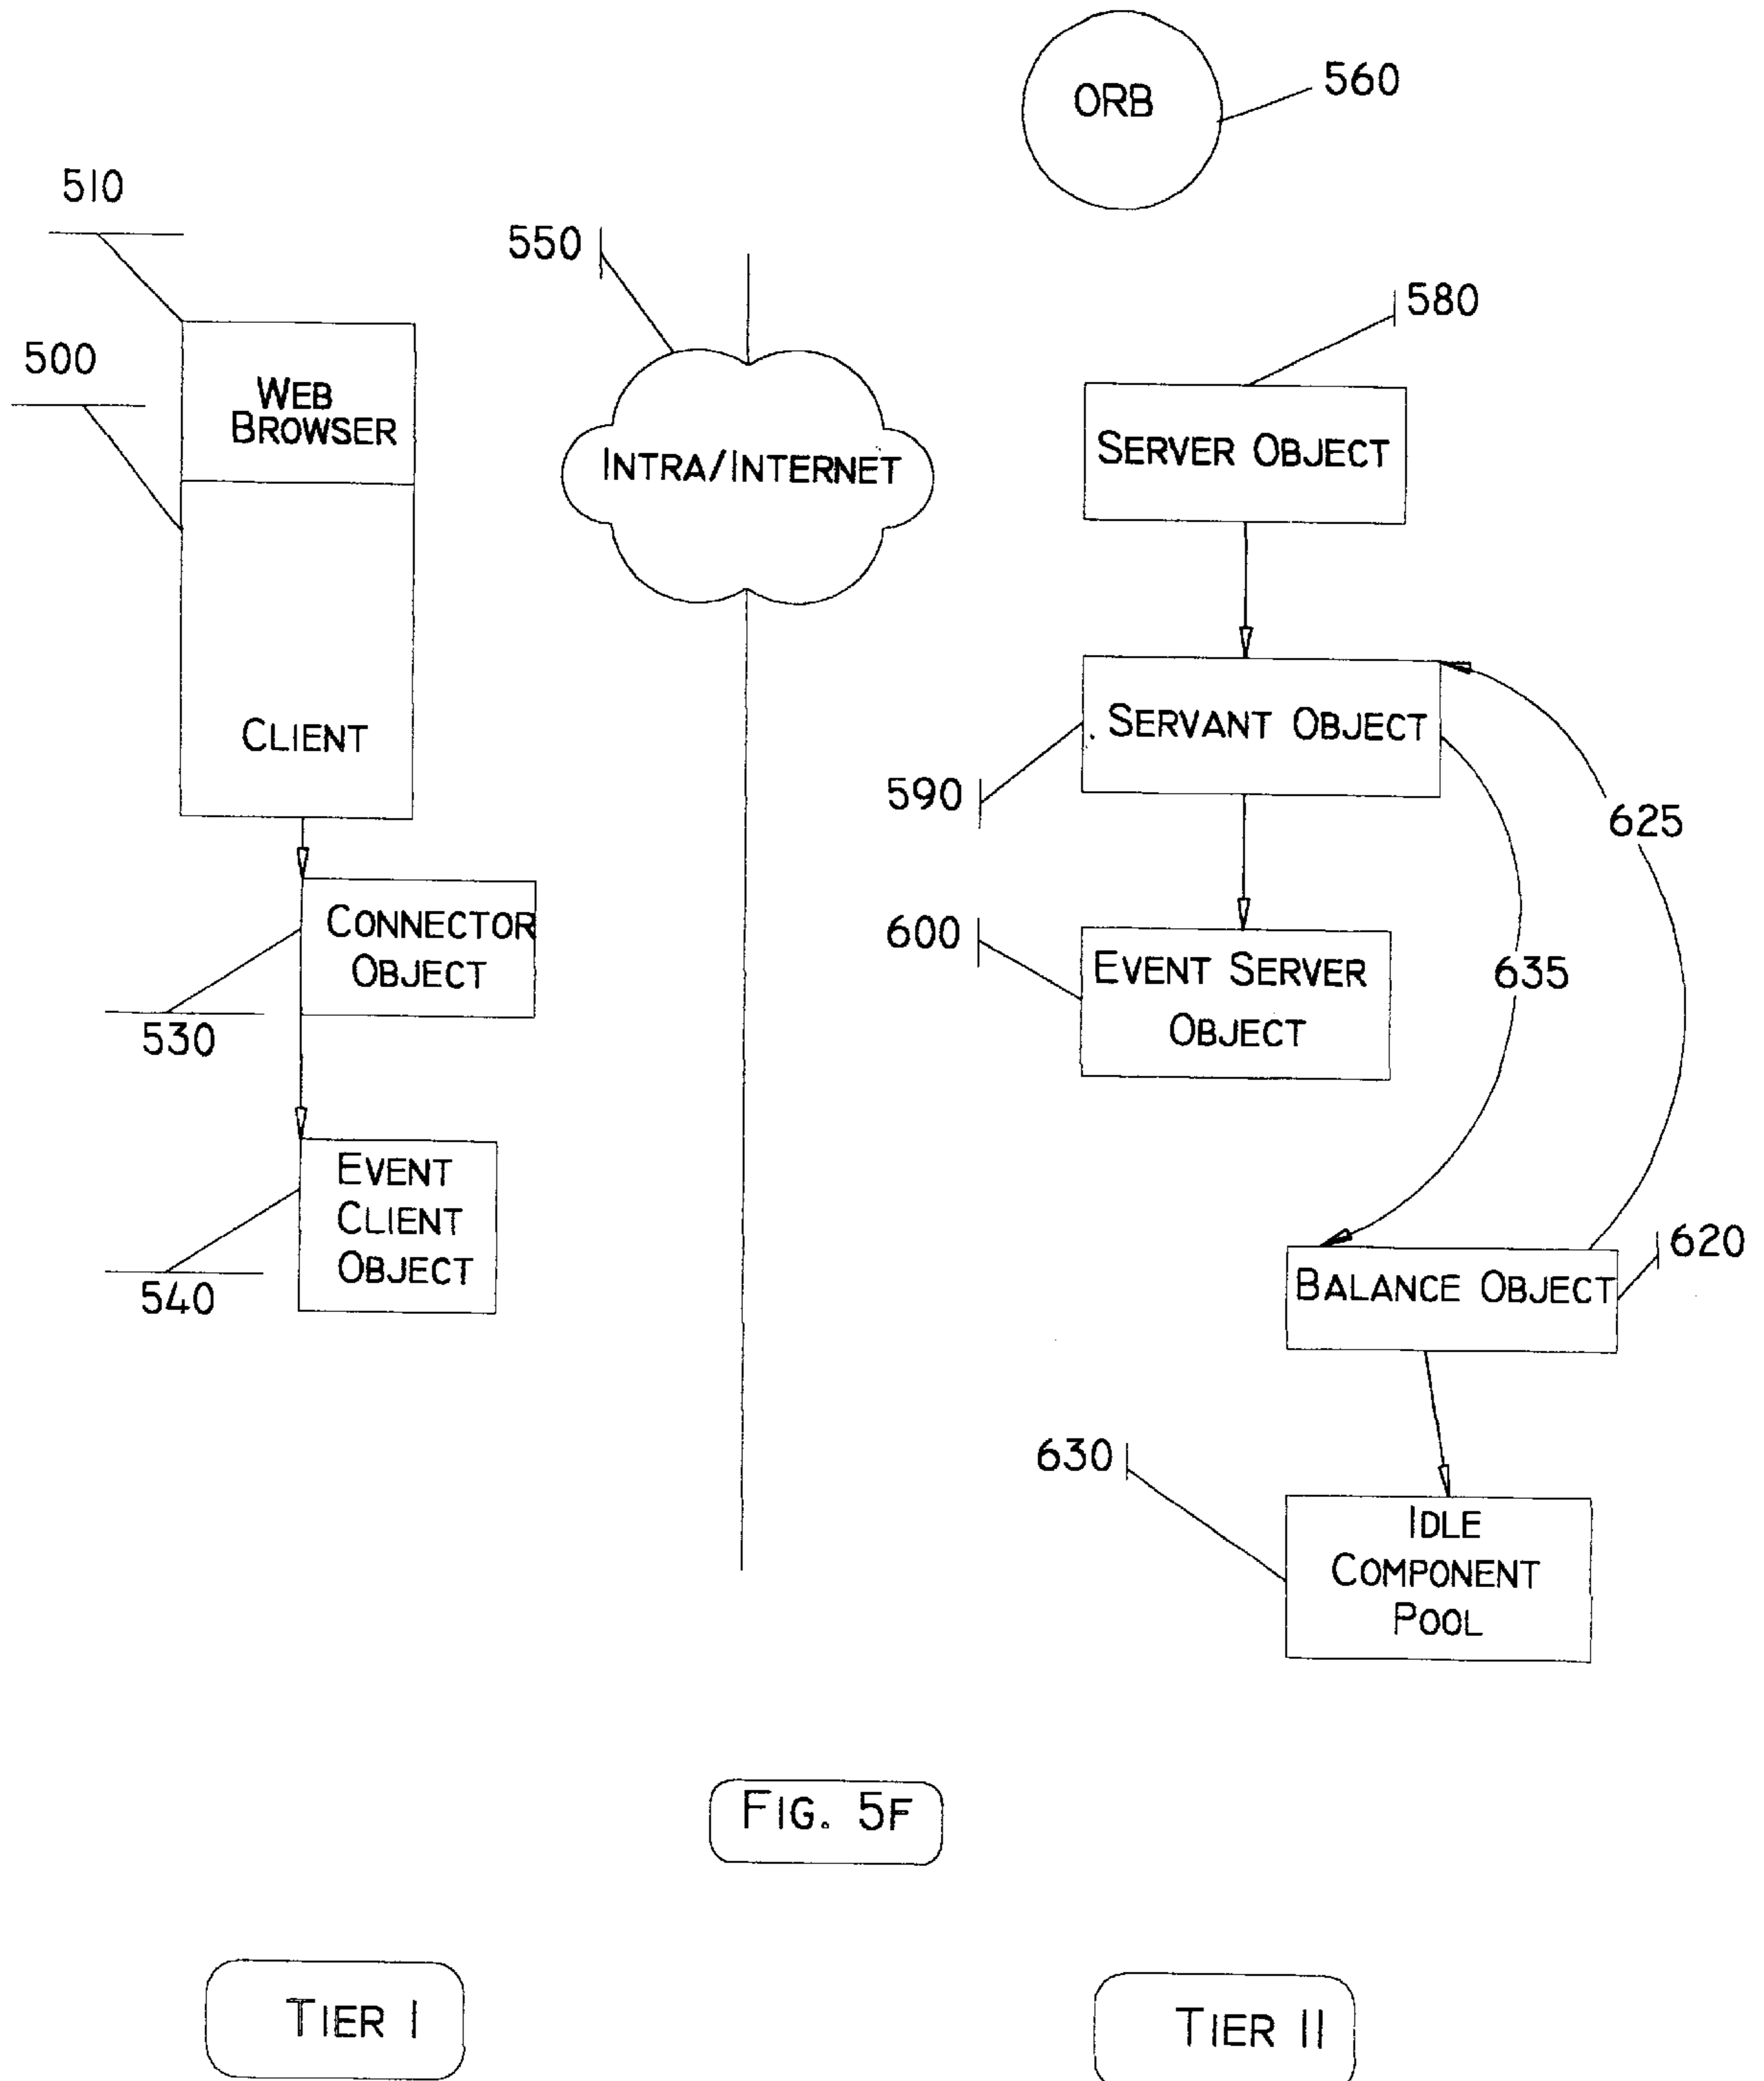 ORB
560
510
550
580
500
WEB
BROWSER
INTRA/INTERNET
SERVER OBJECT
CLIENT
SERVANT OBJECT
590
625
CONNECTOR
OBJECT
530
600
EVENT SERVER
OBJECT
635
EVENT
CLIENT
OBJECT
540
620
BALANCE OBJECT
630
IDLE
COMPONENT
POOL
FIG. 5F
TIER I
TIER II